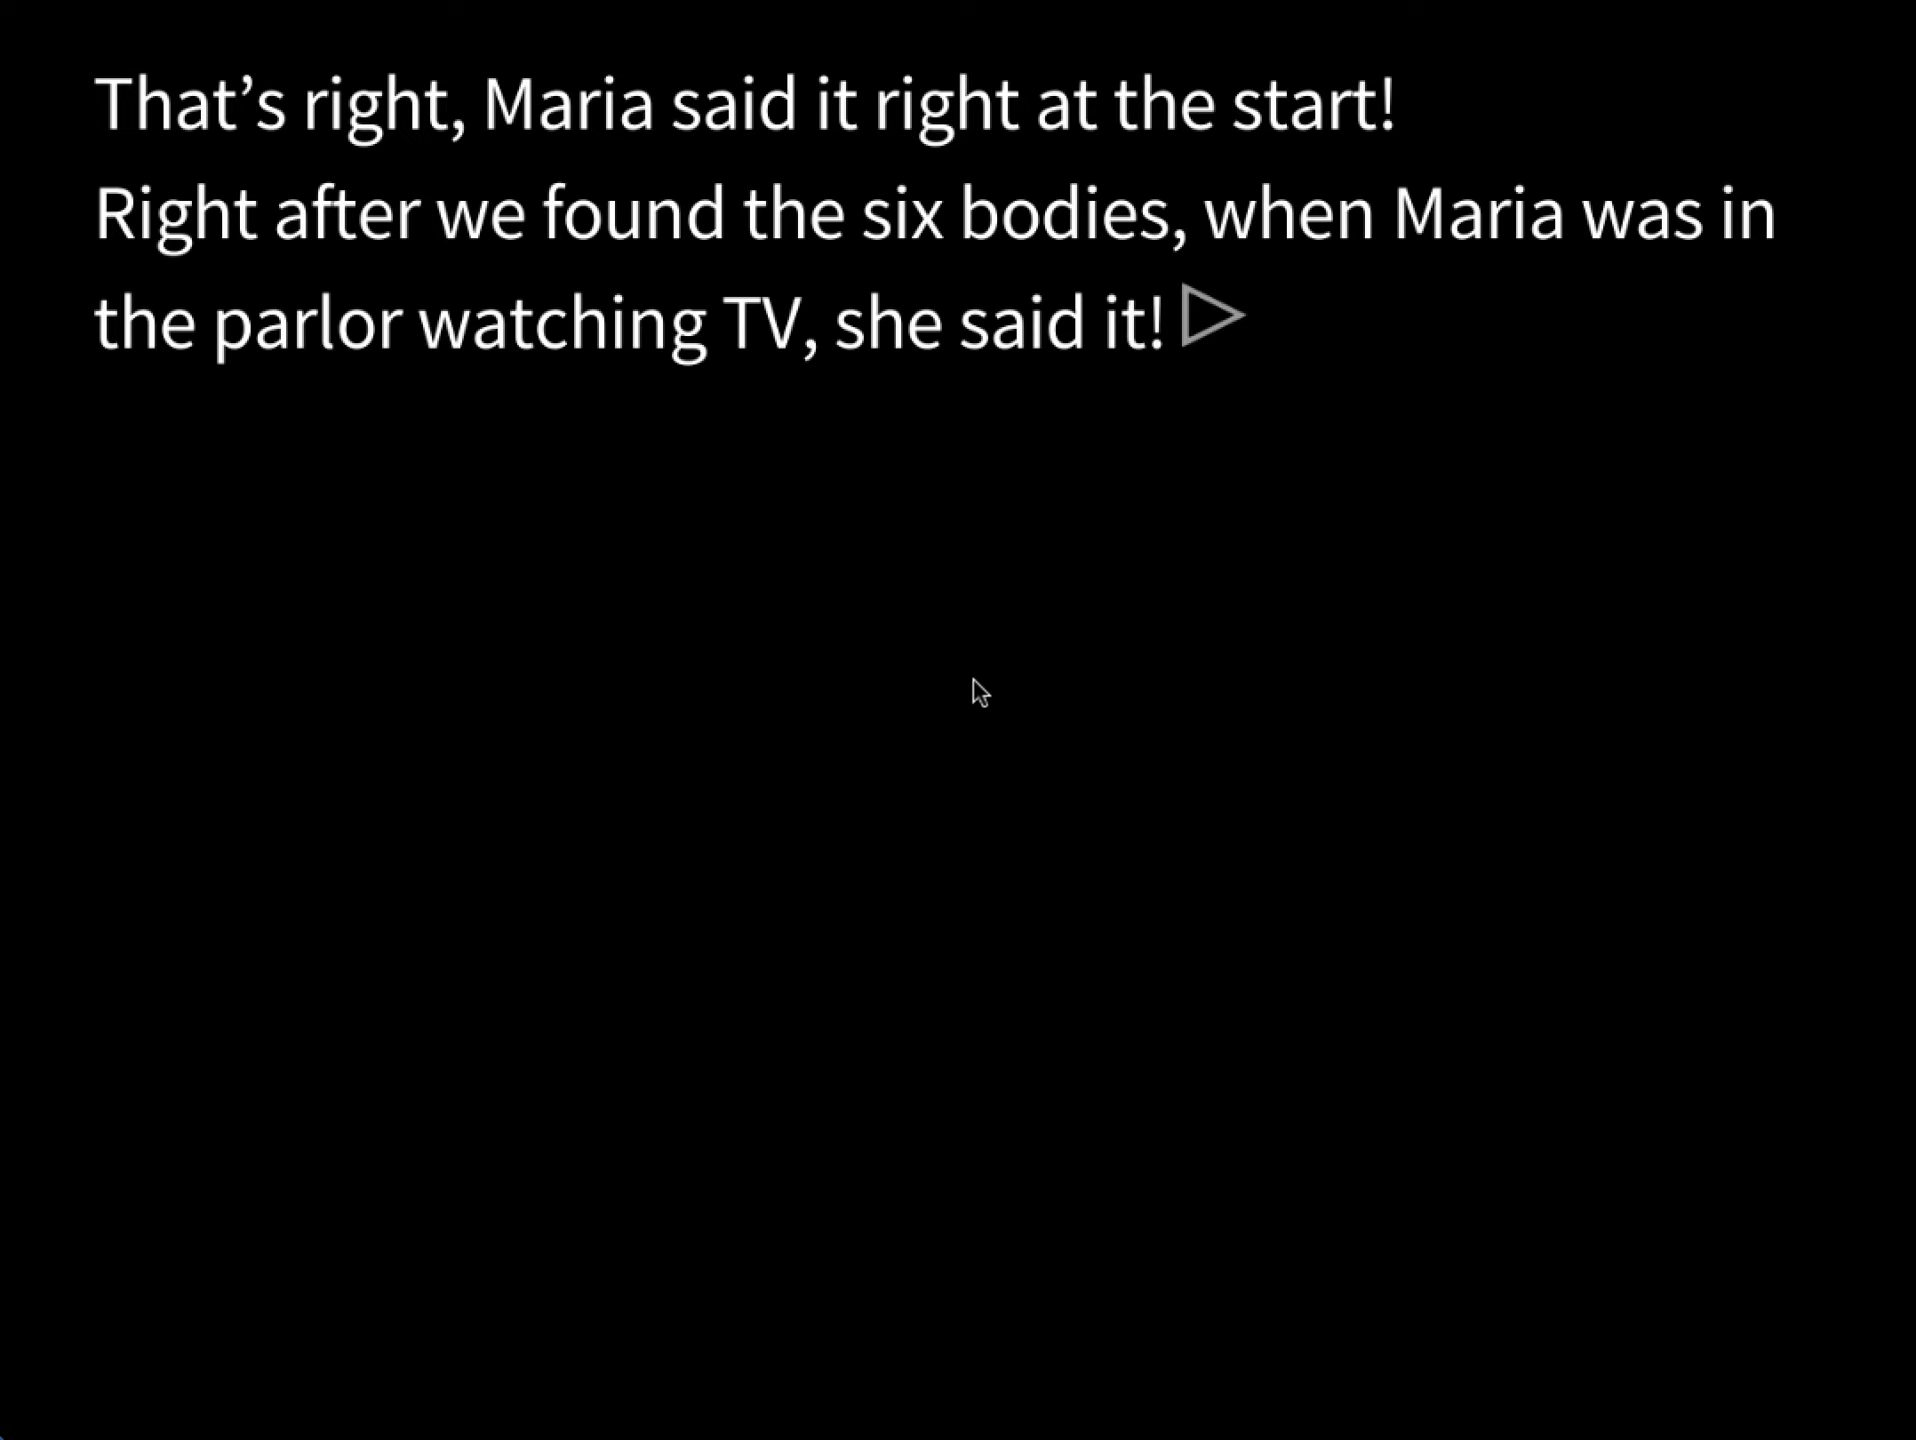 That’s right, Maria said it right at the start!
Right after we found the six bodies, when Maria was in
the parlor watching TV, she said it!